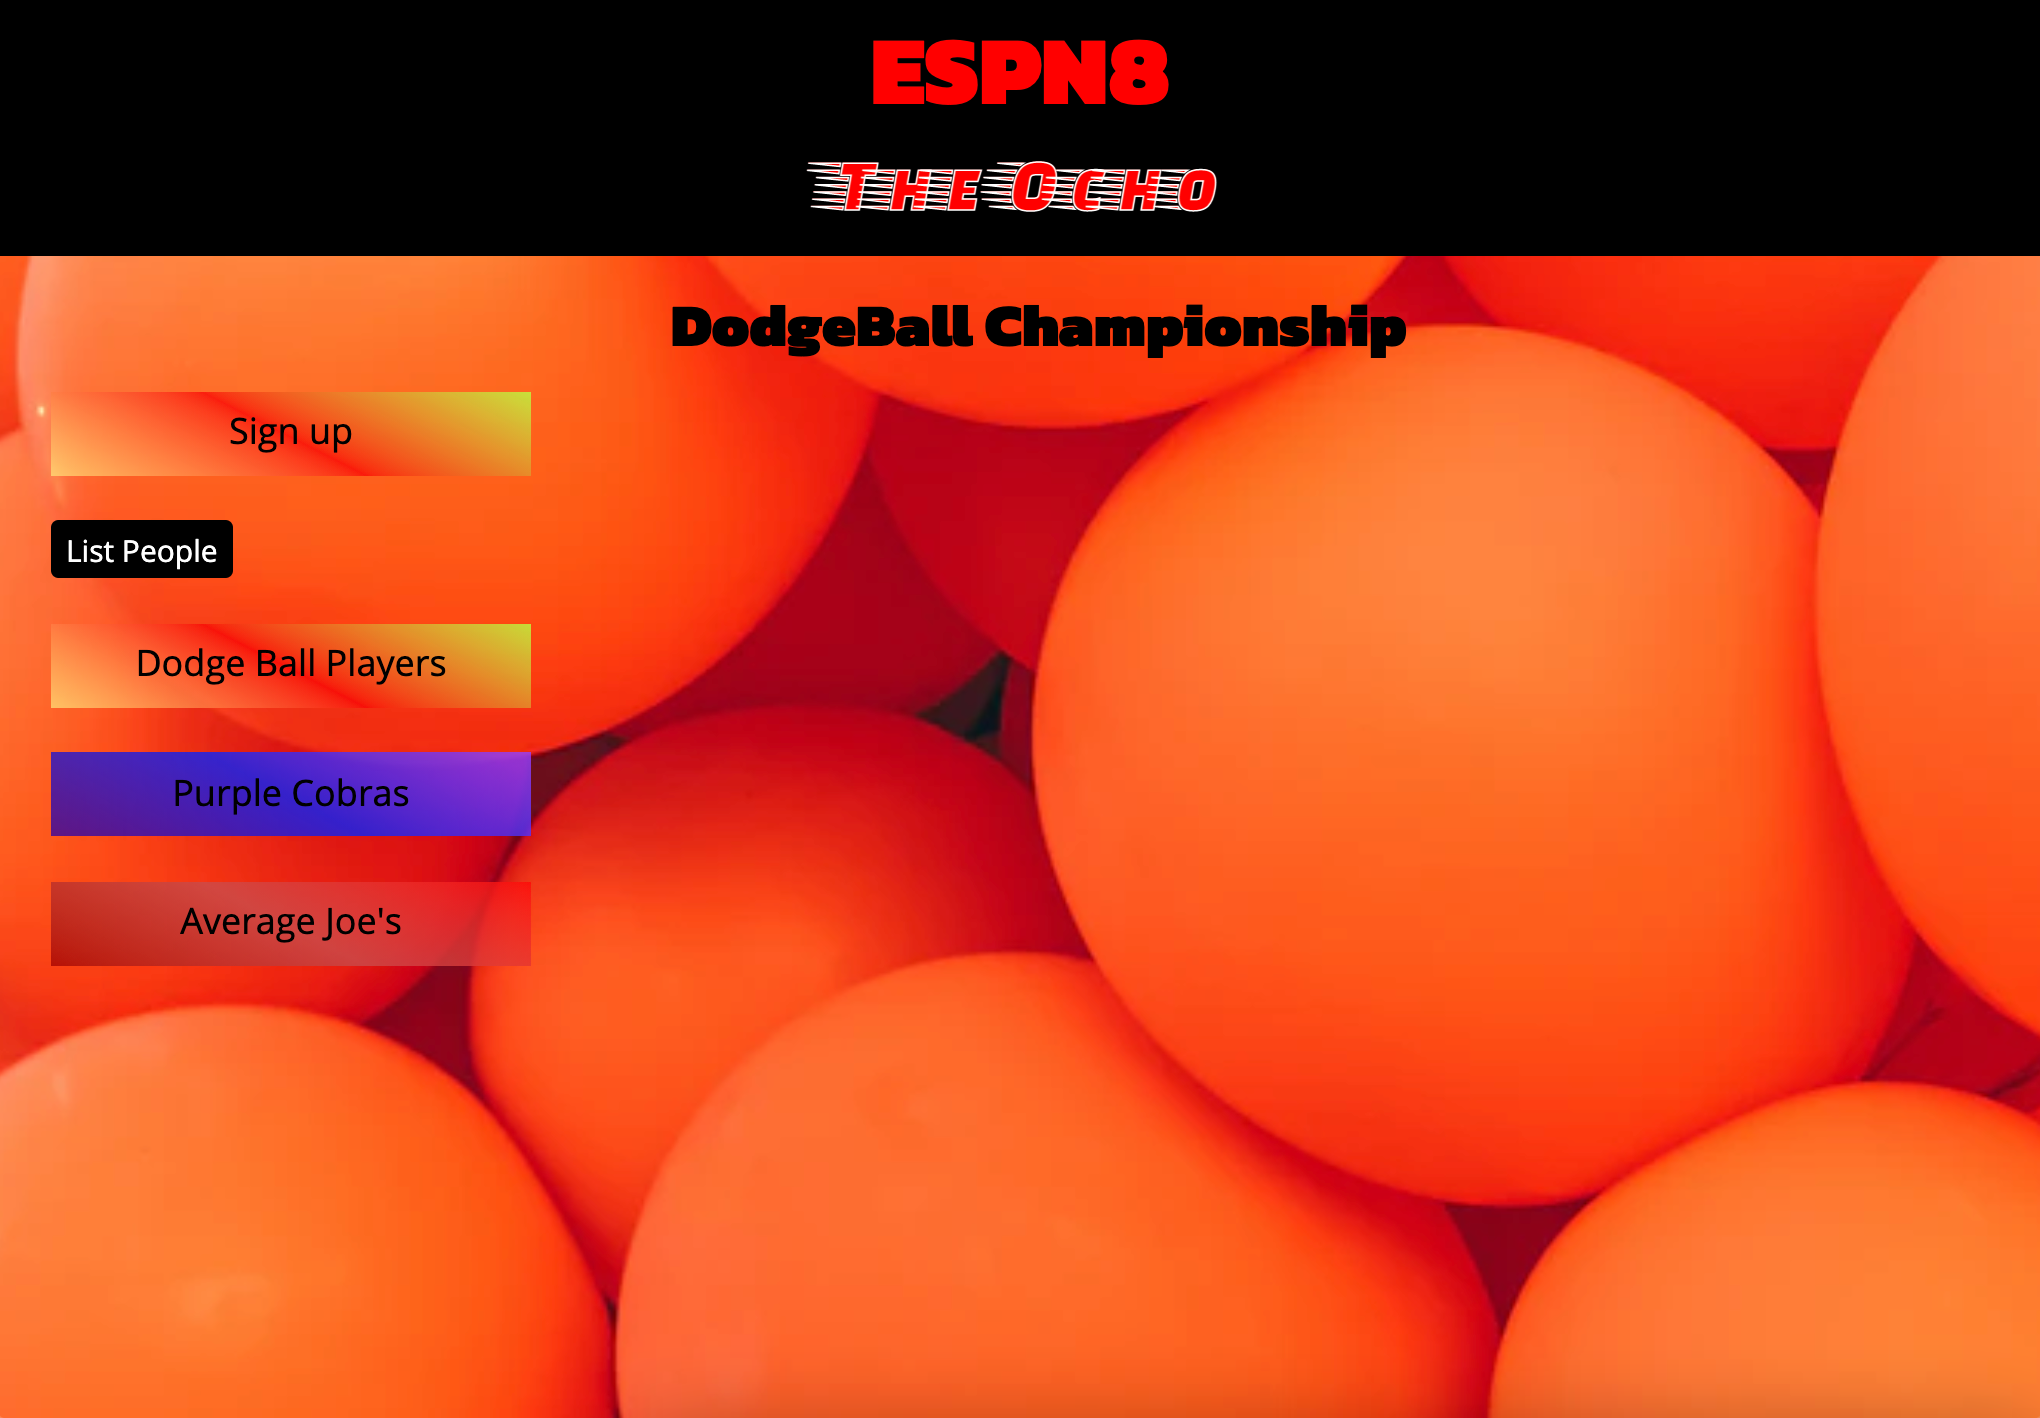 ESPN8
The Ocho
DodgeBall Championship
Sign up
List People
Dodge Ball Players
Purple Cobras
Average Joe's